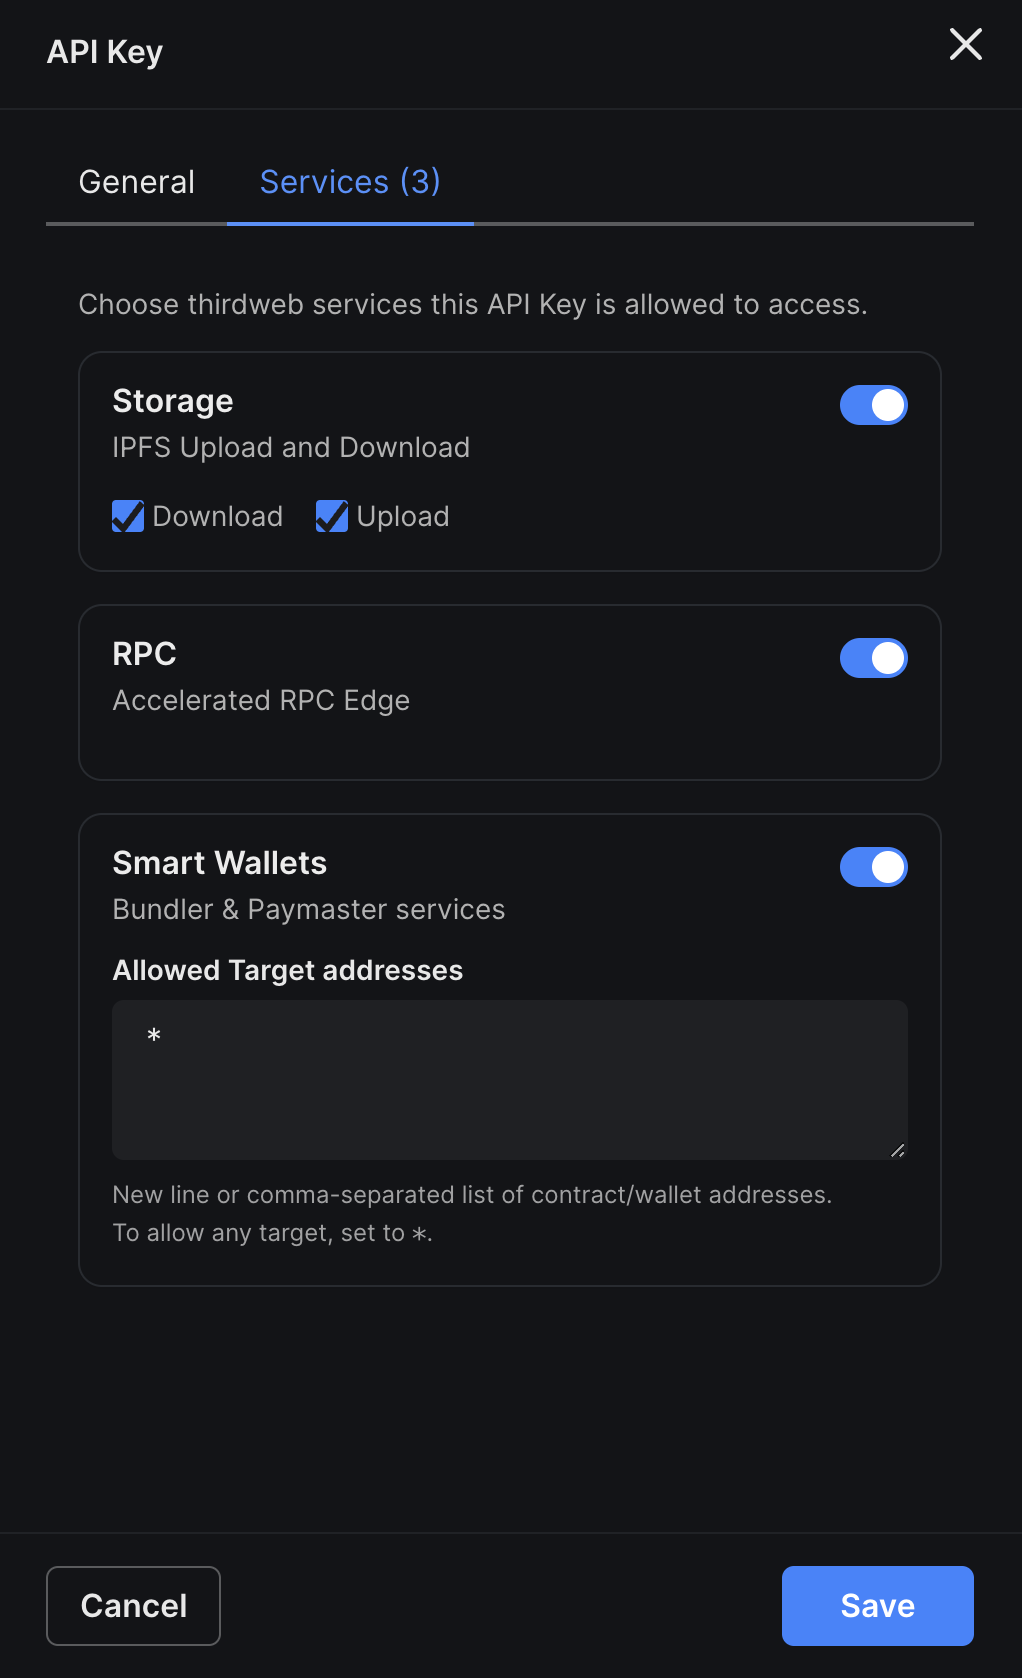 API Key
General
Services (3)
Choose thirdweb services this API Key is allowed to access.
Storage
IPFS Upload and Download
Download
Upload
RPC
Accelerated RPC Edge
Smart Wallets
Bundler & Paymaster services
Allowed Target addresses
*
New line or comma-separated list of contract/wallet addresses.
To allow any target, set to *.
Cancel
Save